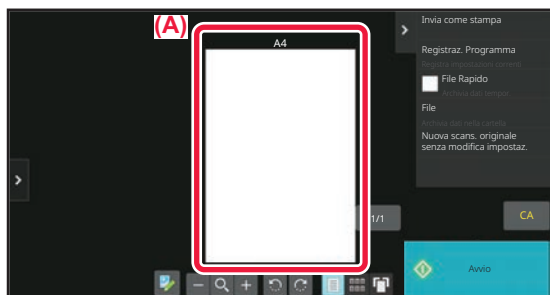 (A)
A4
Invia come stampa
Registraz. Programma
Registra impostazioni correnti
File Rapido
Archivia dati tempor.
File
Archivia dati nella cartella
Nuova scans. originale
senza modifica impostaz.
1/1
CA
Avvio